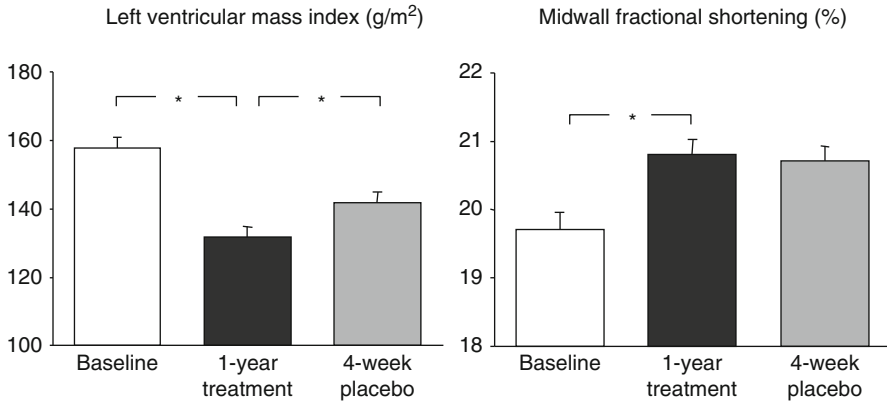 Left ventricular mass index (g/m²)
180
160
140
130
100
*
*
Baseline
1-year
treatment
4-week
placebo
Midwall fractional shortening (%)
22
21
20
19
18
*
Baseline
1-year
treatment
4-week
placebo